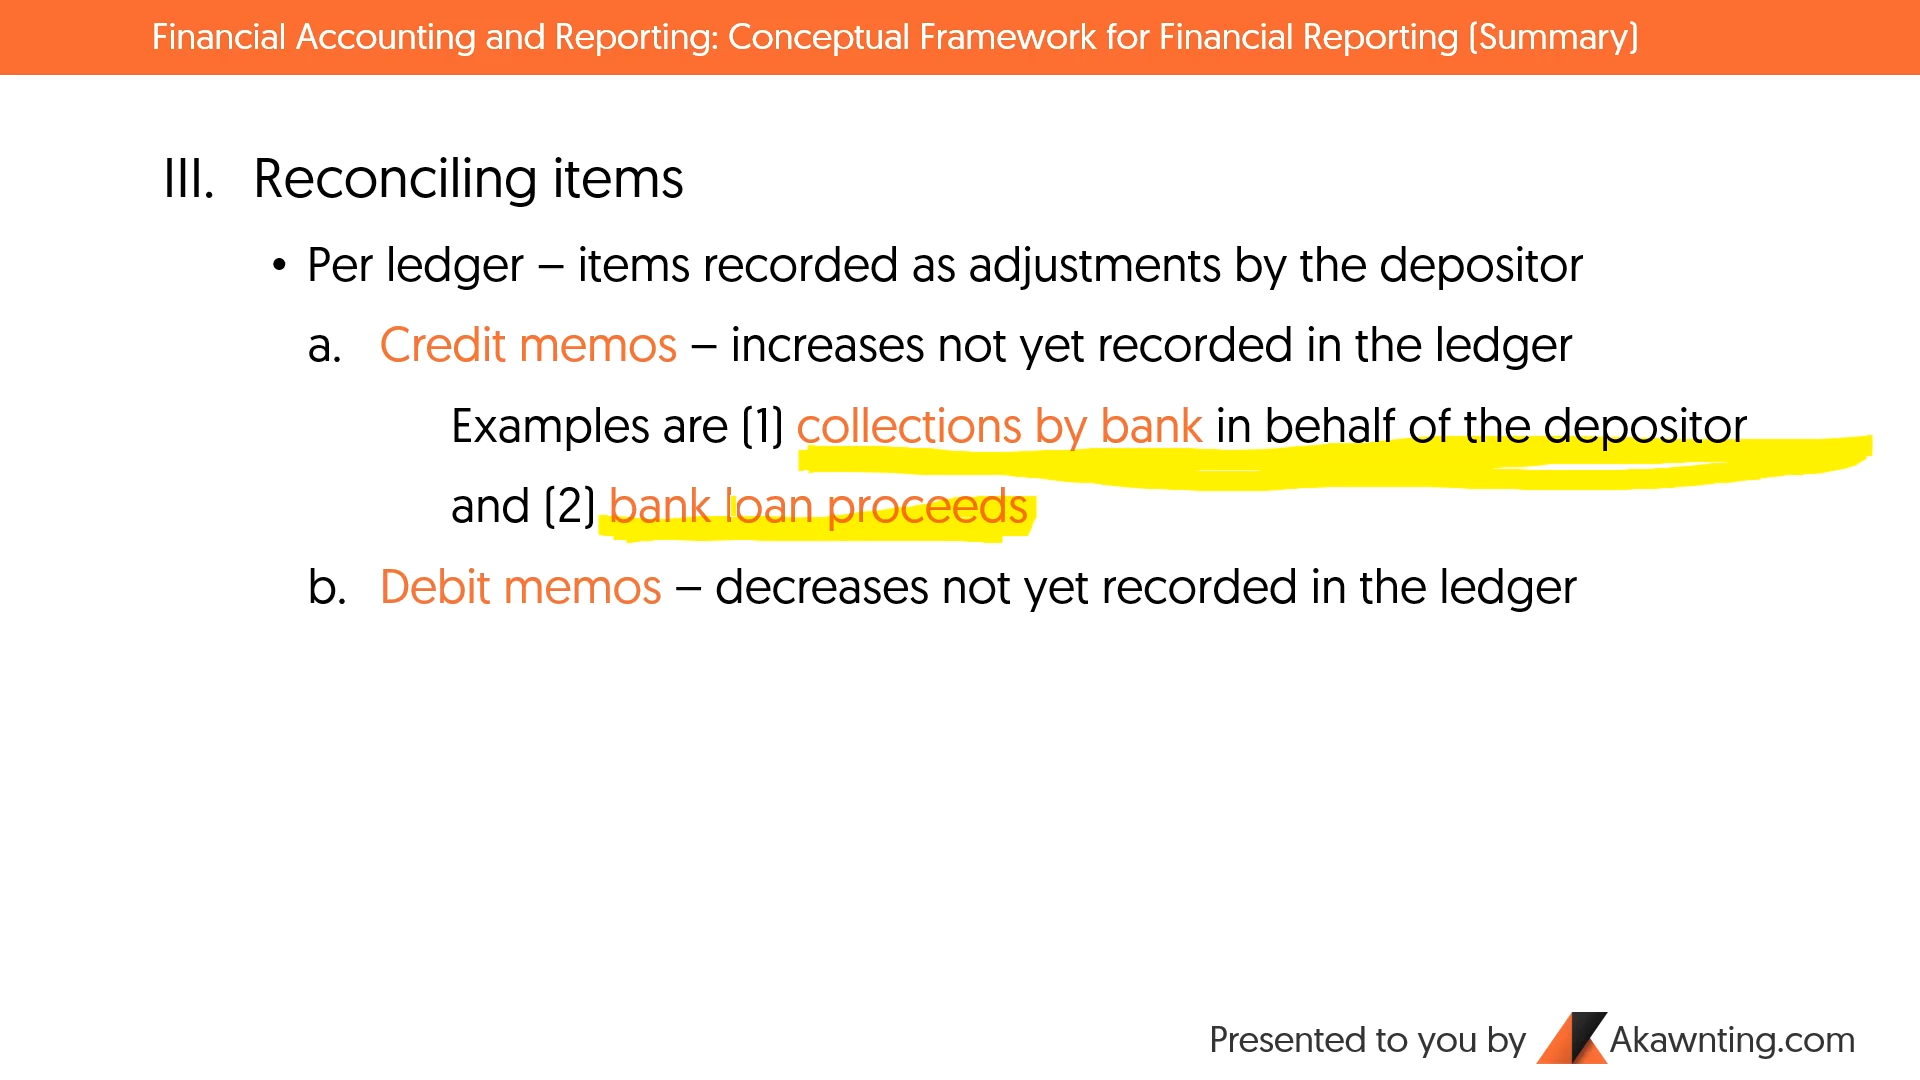 Financial Accounting and Reporting: Conceptual Framework for Financial Reporting (Summary)
III. Reconciling items
• Per ledger – items recorded as adjustments by the depositor
a. Credit memos – increases not yet recorded in the ledger
Examples are (1) collections by bank in behalf of the depositor
and (2) bank loan proceeds
b. Debit memos – decreases not yet recorded in the ledger
Presented to you by Akawnting.com